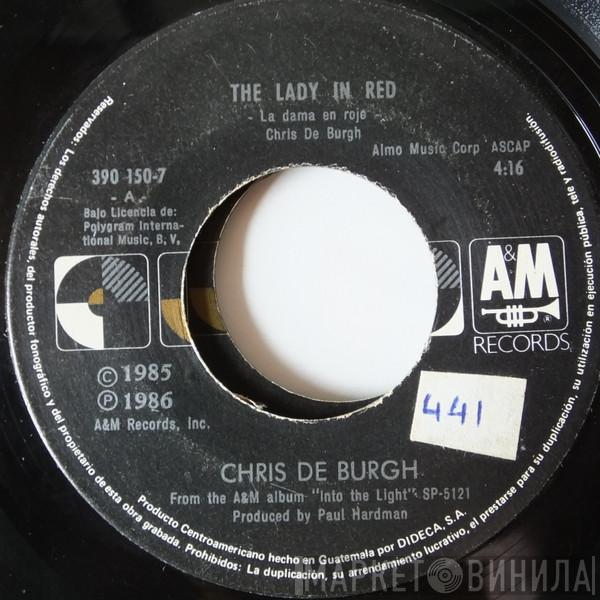 THE LADY IN RED
- La dama en roje -
Chris De Burgh
Almo Music Corp ASCAP
4:16
390 150-7
- A -
Bajo Licencia de:
Polygram Interna-
tional Music, B, V,
A&M
RECORDS
© 1985
℗ 1986
A&M Records, Inc.
441
CHRIS DE BURGH
From the A&M album "Into the Light" SP-5121
Produced by Paul Hardman
Reservados: Los derechos autorales, del productor fonográfico y del propietario de esta obra grabada. Prohibidos: La duplicación, su arrendamiento lucrativo, el prestarse para su duplicación, su utilización en ejecución pública, tele y radiodifusión.
Producto Centroamericano hecho en Guatemala por DIDECA, S.A.
МАРКЕТ ВИНИЛА